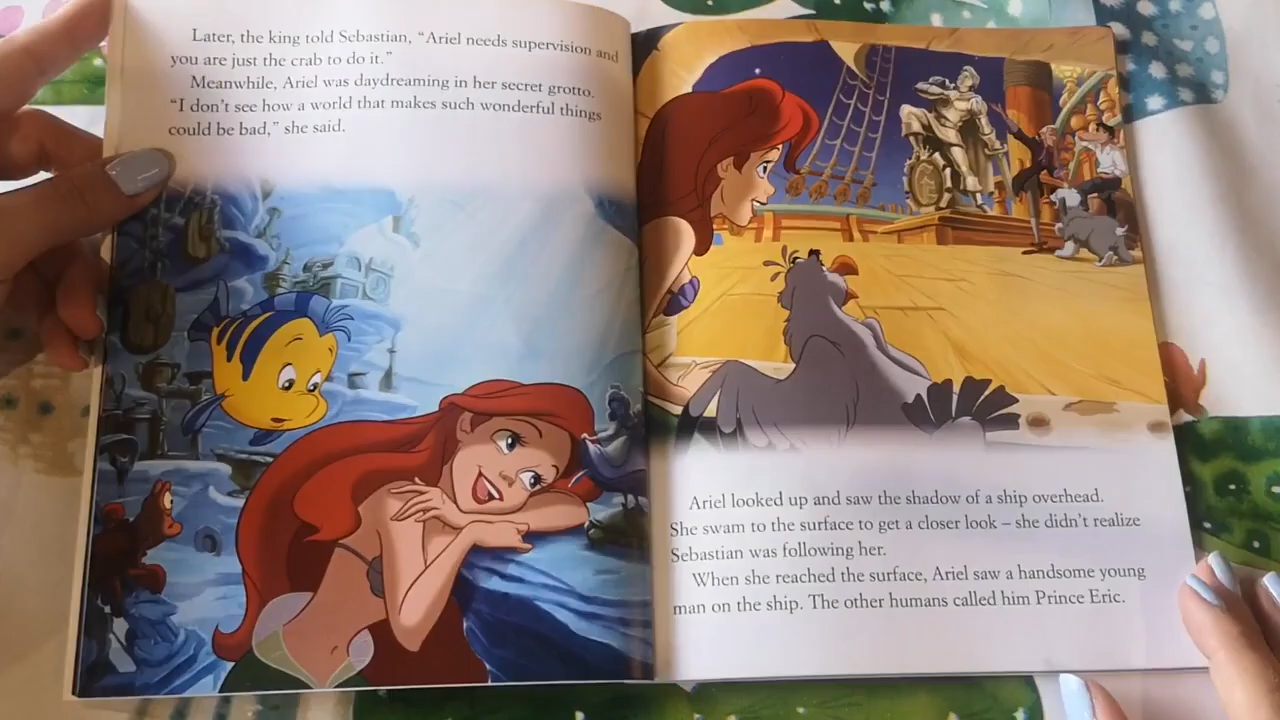 Later, the king told Sebastian, “Ariel needs supervision and
you are just the crab to do it.”
Meanwhile, Ariel was daydreaming in her secret grotto.
“I don’t see how a world that makes such wonderful things
could be bad,” she said.
Ariel looked up and saw the shadow of a ship overhead.
She swam to the surface to get a closer look – she didn’t realize
Sebastian was following her.
When she reached the surface, Ariel saw a handsome young
man on the ship. The other humans called him Prince Eric.